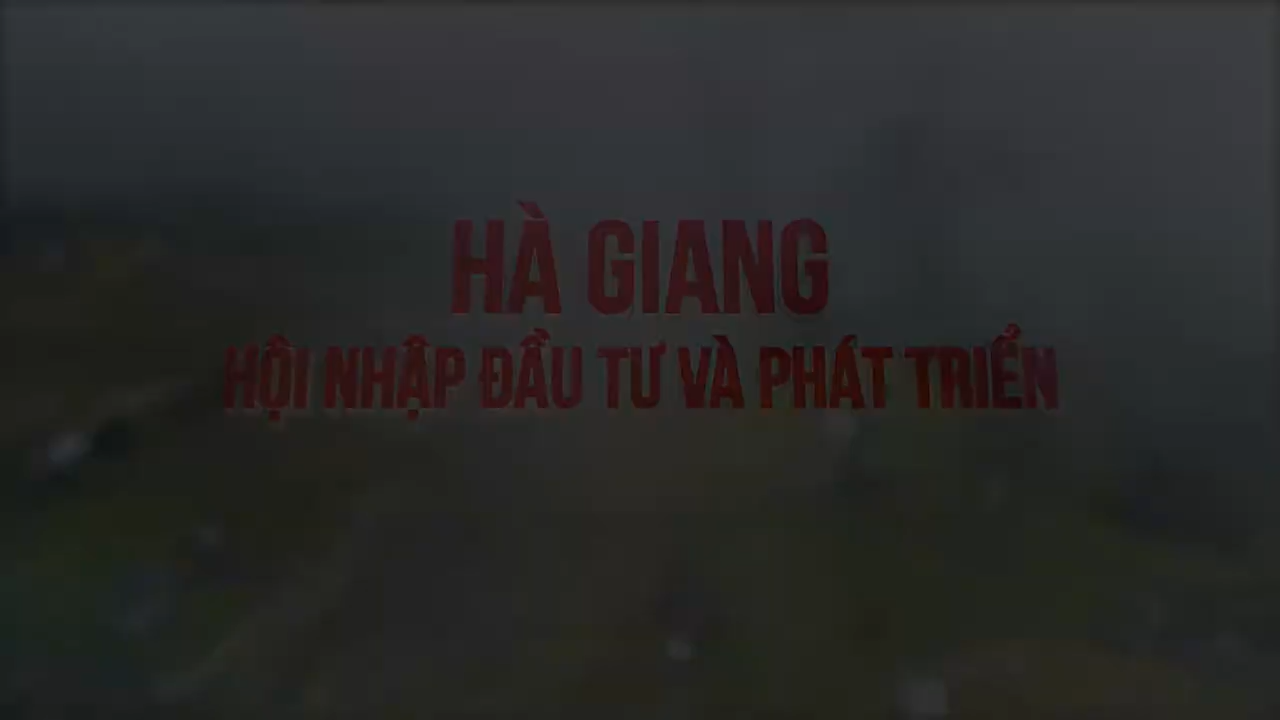 HÀ GIANG
HỘI NHẬP ĐẦU TƯ VÀ PHÁT TRIỂN